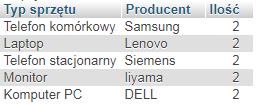 Typ sprzętu Producent Ilość
Telefon komórkowy Samsung 2
Laptop Lenovo 2
Telefon stacjonarny Siemens 2
Monitor Iiyama 2
Komputer PC DELL 2